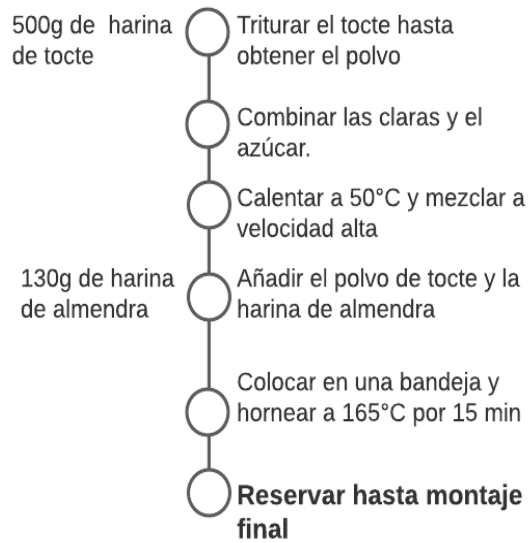 500g de harina
de tocte
Triturar el tocte hasta
obtener el polvo
Combinar las claras y el
azúcar.
Calentar a 50°C y mezclar a
velocidad alta
130g de harina
de almendra
Añadir el polvo de tocte y la
harina de almendra
Colocar en una bandeja y
hornear a 165°C por 15 min
Reservar hasta montaje
final